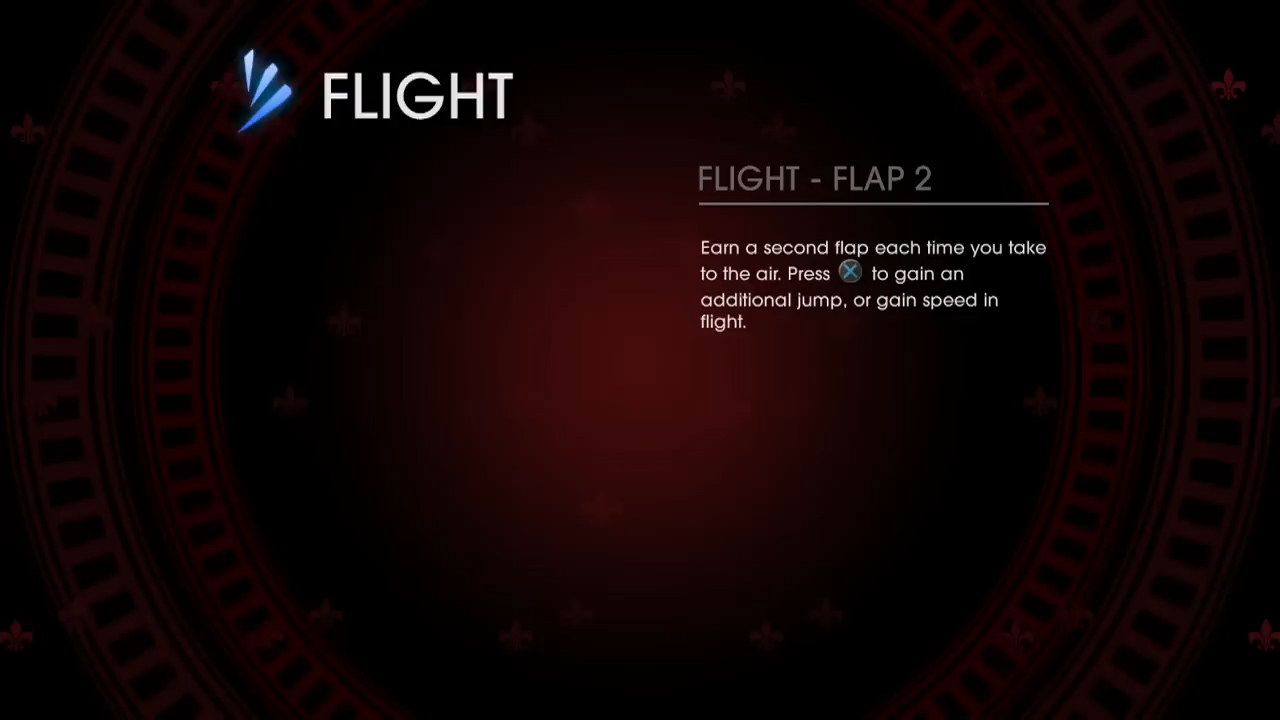 FLIGHT
FLIGHT - FLAP 2
Earn a second flap each time you take
to the air. Press to gain an
additional jump, or gain speed in
flight.